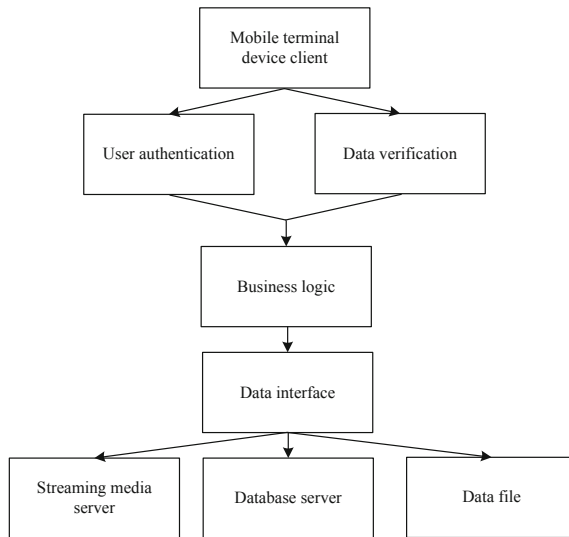 Mobile terminal
device client
User authentication
Data verification
Business logic
Data interface
Streaming media
server
Database server
Data file